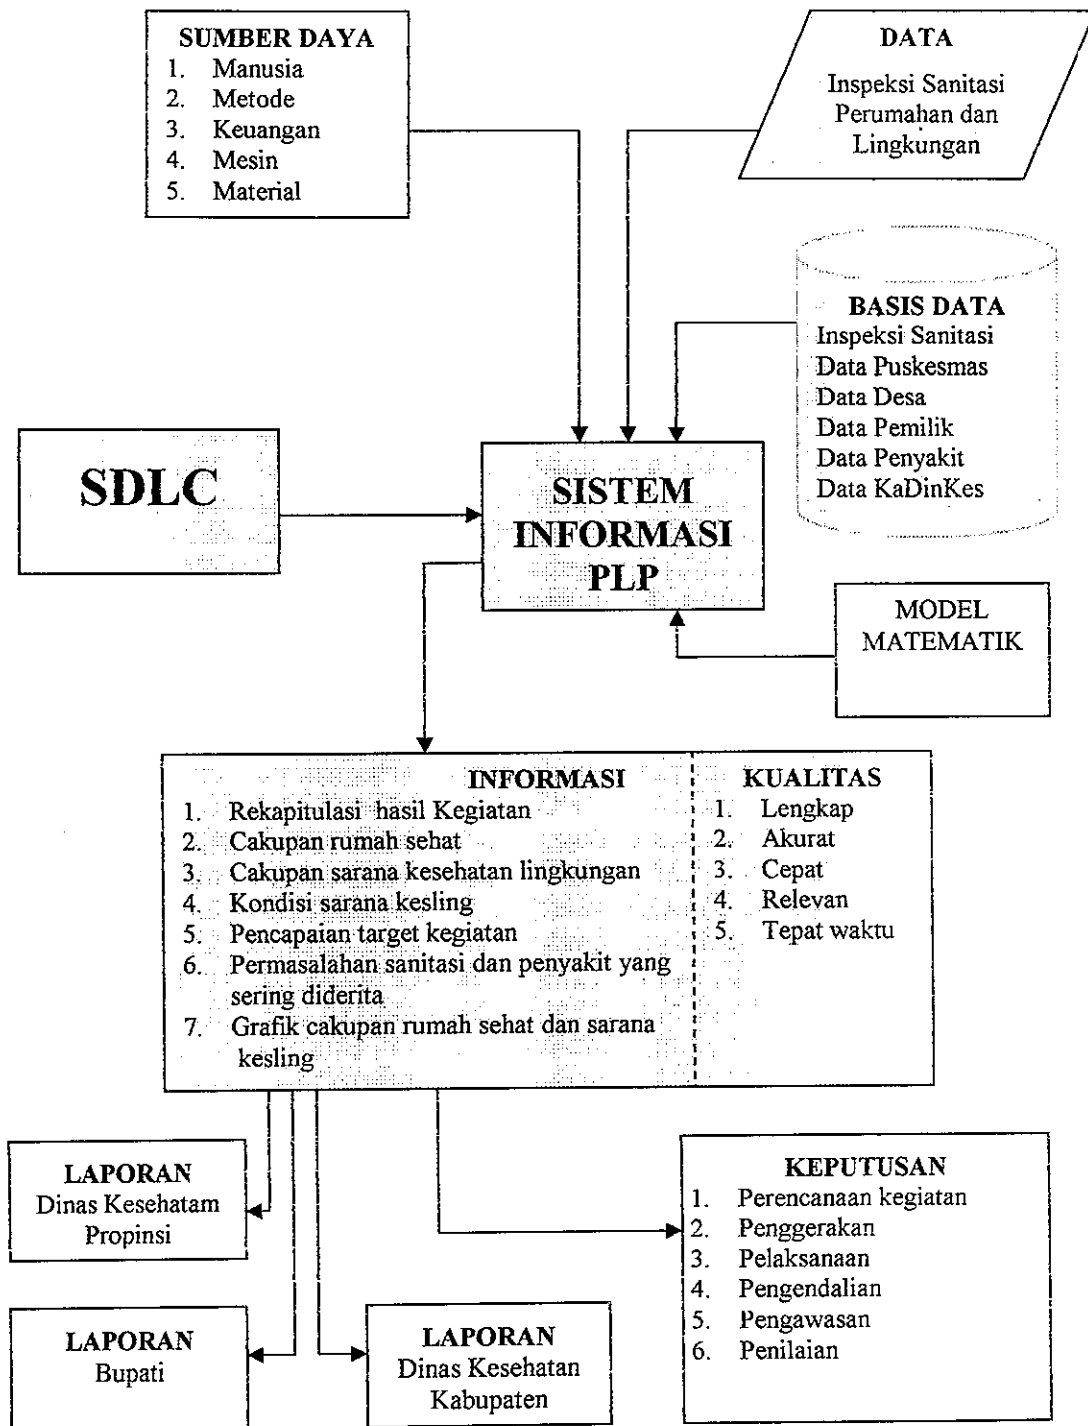 SUMBER DAYA
1. Manusia
2. Metode
3. Keuangan
4. Mesin
5. Material
DATA
Inspeksi Sanitasi
Perumahan dan
Lingkungan
BASIS DATA
Inspeksi Sanitasi
Data Puskesmas
Data Desa
Data Pemilik
Data Penyakit
Data KaDinKes
SDLC
SISTEM
INFORMASI
PLP
MODEL
MATEMATIK
INFORMASI
1. Rekapitulasi hasil Kegiatan
2. Cakupan rumah sehat
3. Cakupan sarana kesehatan lingkungan
4. Kondisi sarana kesling
5. Pencapaian target kegiatan
6. Permasalahan sanitasi dan penyakit yang
sering diderita
7. Grafik cakupan rumah sehat dan sarana
kesling
KUALITAS
1. Lengkap
2. Akurat
3. Cepat
4. Relevan
5. Tepat waktu
LAPORAN
Dinas Kesehatam
Propinsi
LAPORAN
Bupati
LAPORAN
Dinas Kesehatan
Kabupaten
KEPUTUSAN
1. Perencanaan kegiatan
2. Penggerakan
3. Pelaksanaan
4. Pengendalian
5. Pengawasan
6. Penilaian